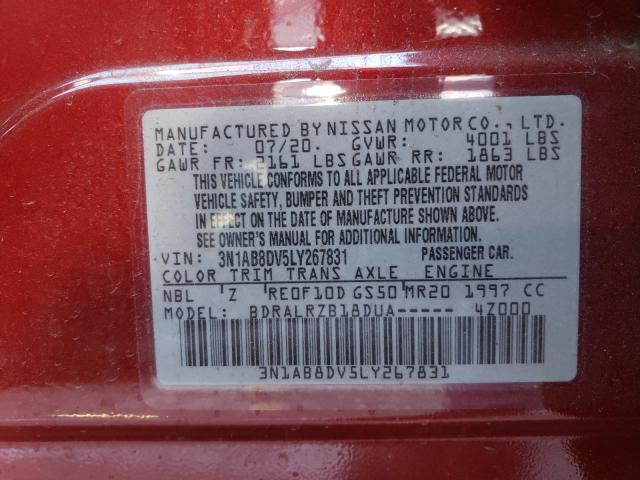 MANUFACTURED BY NISSAN MOTOR CO., LTD.
DATE: 07/20. GVWR: 4001 LBS
GAWR FR: 2161 LBS GAWR RR: 1863 LBS
THIS VEHICLE CONFORMS TO ALL APPLICABLE FEDERAL MOTOR
VEHICLE SAFETY, BUMPER AND THEFT PREVENTION STANDARDS
IN EFFECT ON THE DATE OF MANUFACTURE SHOWN ABOVE.
SEE OWNER'S MANUAL FOR ADDITIONAL INFORMATION.
VIN: 3N1AB8DV5LY267831 PASSENGER CAR.
COLOR TRIM TRANS AXLE ENGINE
NBL Z RE0F10D GS50 MR20 1997 CC
MODEL: BDRALRZB18DUA----- 4Z000
3N1AB8DV5LY267831